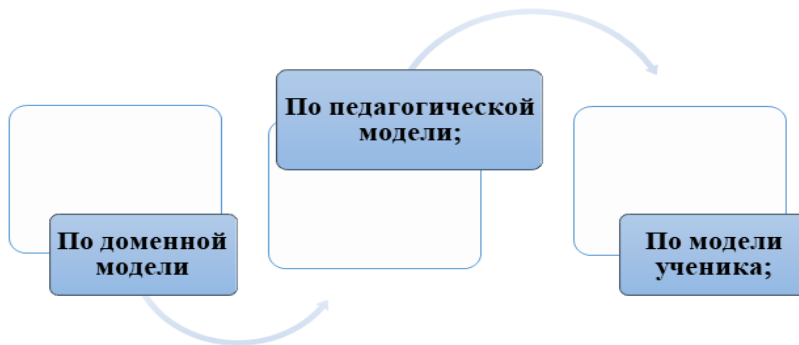 По доменной
модели
По педагогической
модели;
По модели
ученика;